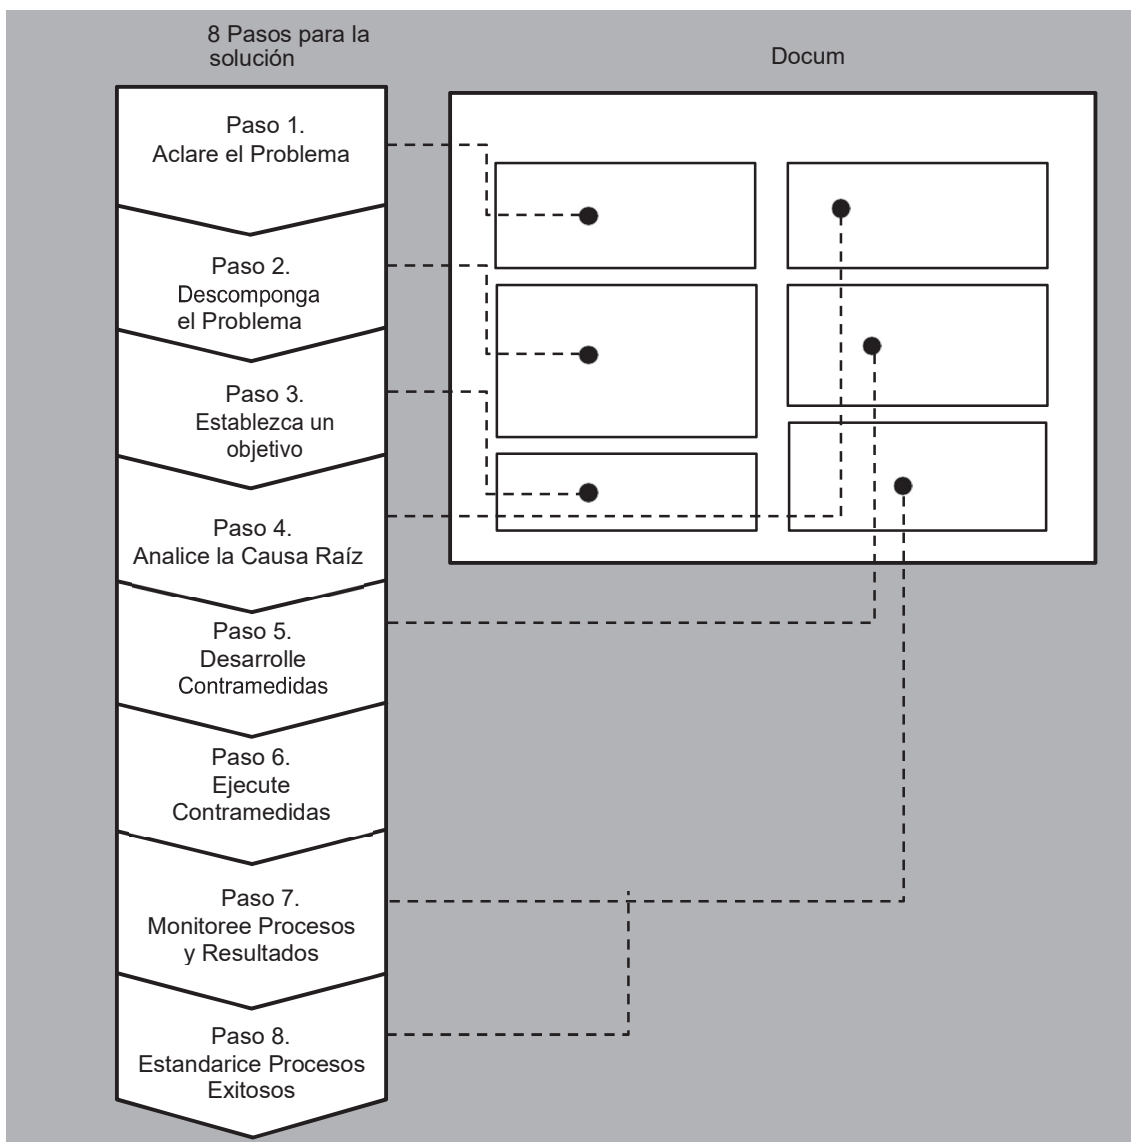 8 Pasos para la
solución
Docum
Paso 1.
Aclare el Problema
Paso 2.
Descomponga
el Problema
Paso 3.
Establezca un
objetivo
Paso 4.
Analice la Causa Raíz
Paso 5.
Desarrolle
Contramedidas
Paso 6.
Ejecute
Contramedidas
Paso 7.
Monitoree Procesos
y Resultados
Paso 8.
Estandarice Procesos
Exitosos